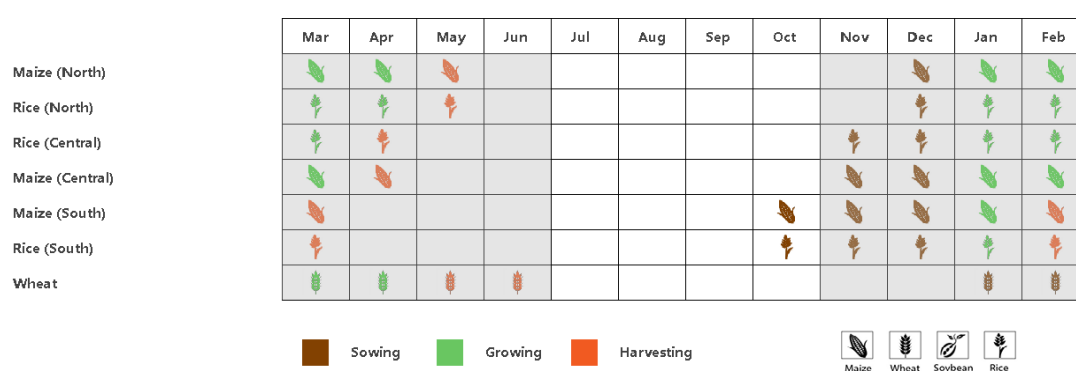 Mar Apr May Jun Jul Aug Sep Oct Nov Dec Jan Feb
Maize (North)
Rice (North)
Rice (Central)
Maize (Central)
Maize (South)
Rice (South)
Wheat
Sowing Growing Harvesting
Maize Wheat Soybean Rice